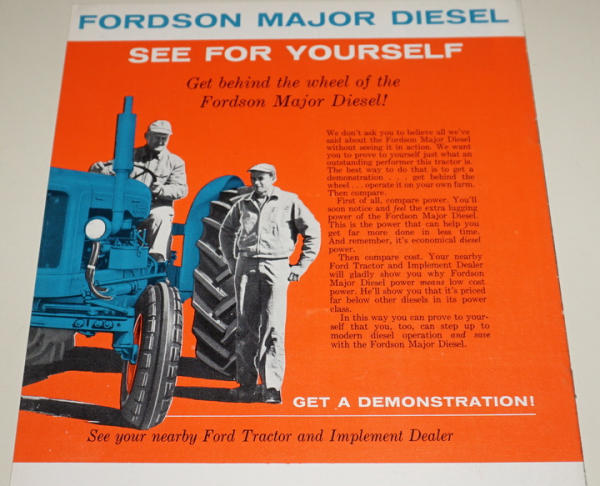 FORDSON MAJOR DIESEL
SEE FOR YOURSELF
Get behind the wheel of the
Fordson Major Diesel!
We don't ask you to believe all we've
said about the Fordson Major Diesel
without seeing it in action. We want
you to prove to yourself just what an
outstanding performer this tractor is.
The best way to do that is to get a
demonstration . . . get behind the
wheel . . . operate it on your own farm.
Then compare.
First of all, compare power. You'll
soon notice and feel the extra lugging
power of the Fordson Major Diesel.
This is the power that can help you
get far more done in less time.
And remember, it's economical diesel
power.
Then compare cost. Your nearby
Ford Tractor and Implement Dealer
will gladly show you why Fordson
Major Diesel power means low cost
power. He'll show you that it's priced
far below other diesels in its power
class.
In this way you can prove to your-
self that you, too, can step up to
modern diesel operation and save
with the Fordson Major Diesel.
GET A DEMONSTRATION!
See your nearby Ford Tractor and Implement Dealer